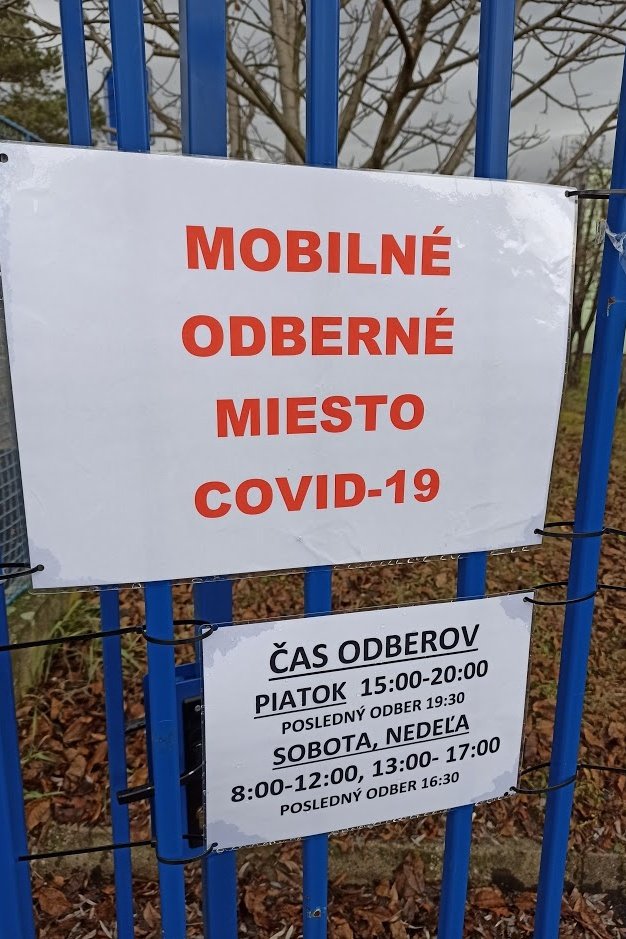 MOBILNÉ
ODBERNÉ
MIESTO
COVID-19
ČAS ODBEROV
PIATOK 15:00-20:00
POSLEDNÝ ODBER 19:30
SOBOTA, NEDEĽA
8:00-12:00, 13:00- 17:00
POSLEDNÝ ODBER 16:30